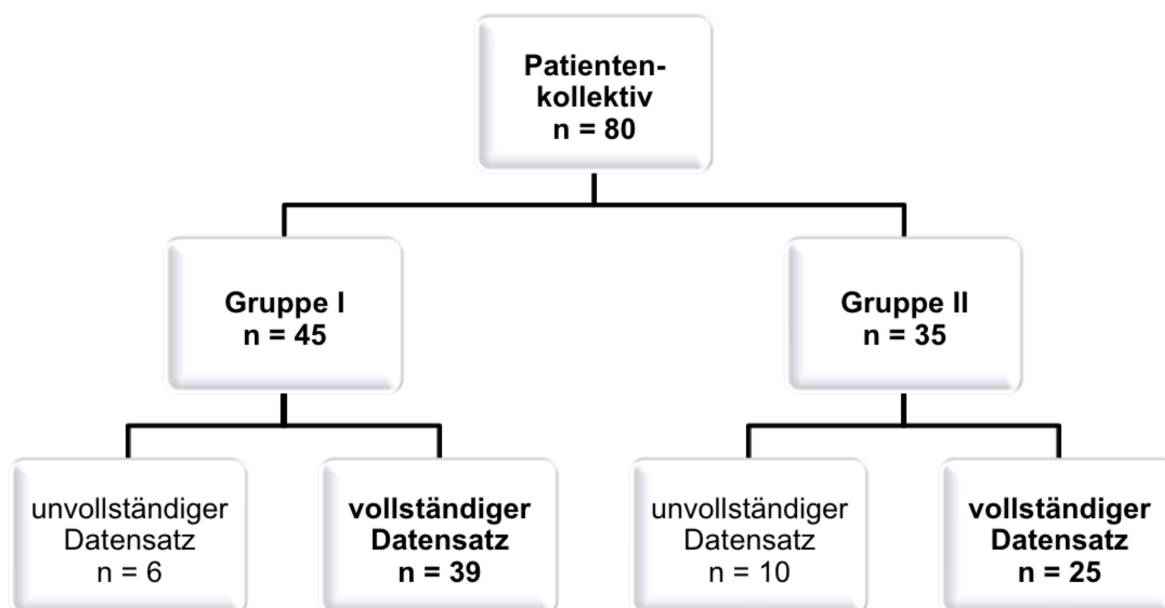 Patienten-
kollektiv
n = 80
Gruppe I
n = 45
Gruppe II
n = 35
unvollständiger
Datensatz
n = 6
vollständiger
Datensatz
n = 39
unvollständiger
Datensatz
n = 10
vollständiger
Datensatz
n = 25